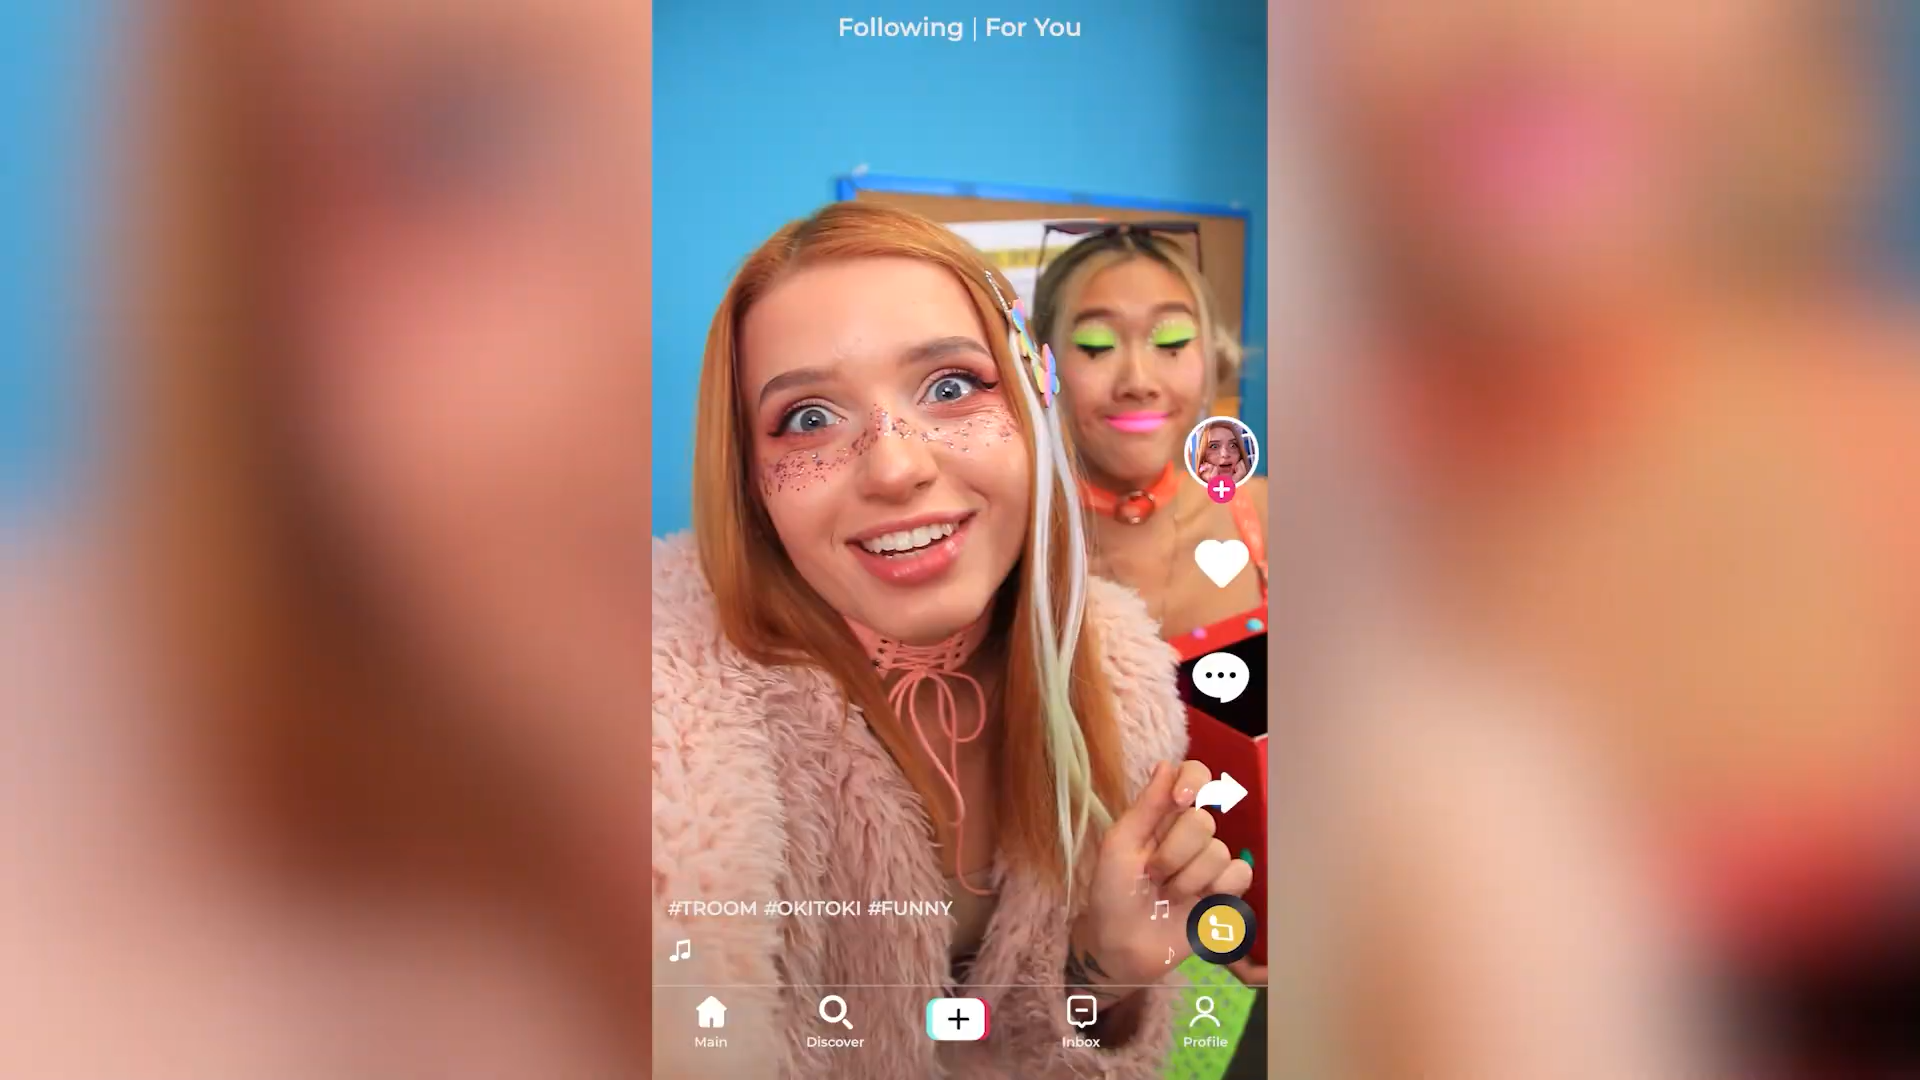 Following | For You
#TROOM #OKITOKI #FUNNY
Main
Discover
Inbox
Profile